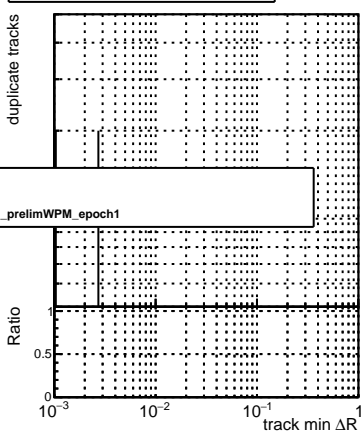 duplicate tracks
_prelimWPM_epoch1
Ratio
1
0.5
0
10⁻³ 10⁻² 10⁻¹ 1
track min ΔR